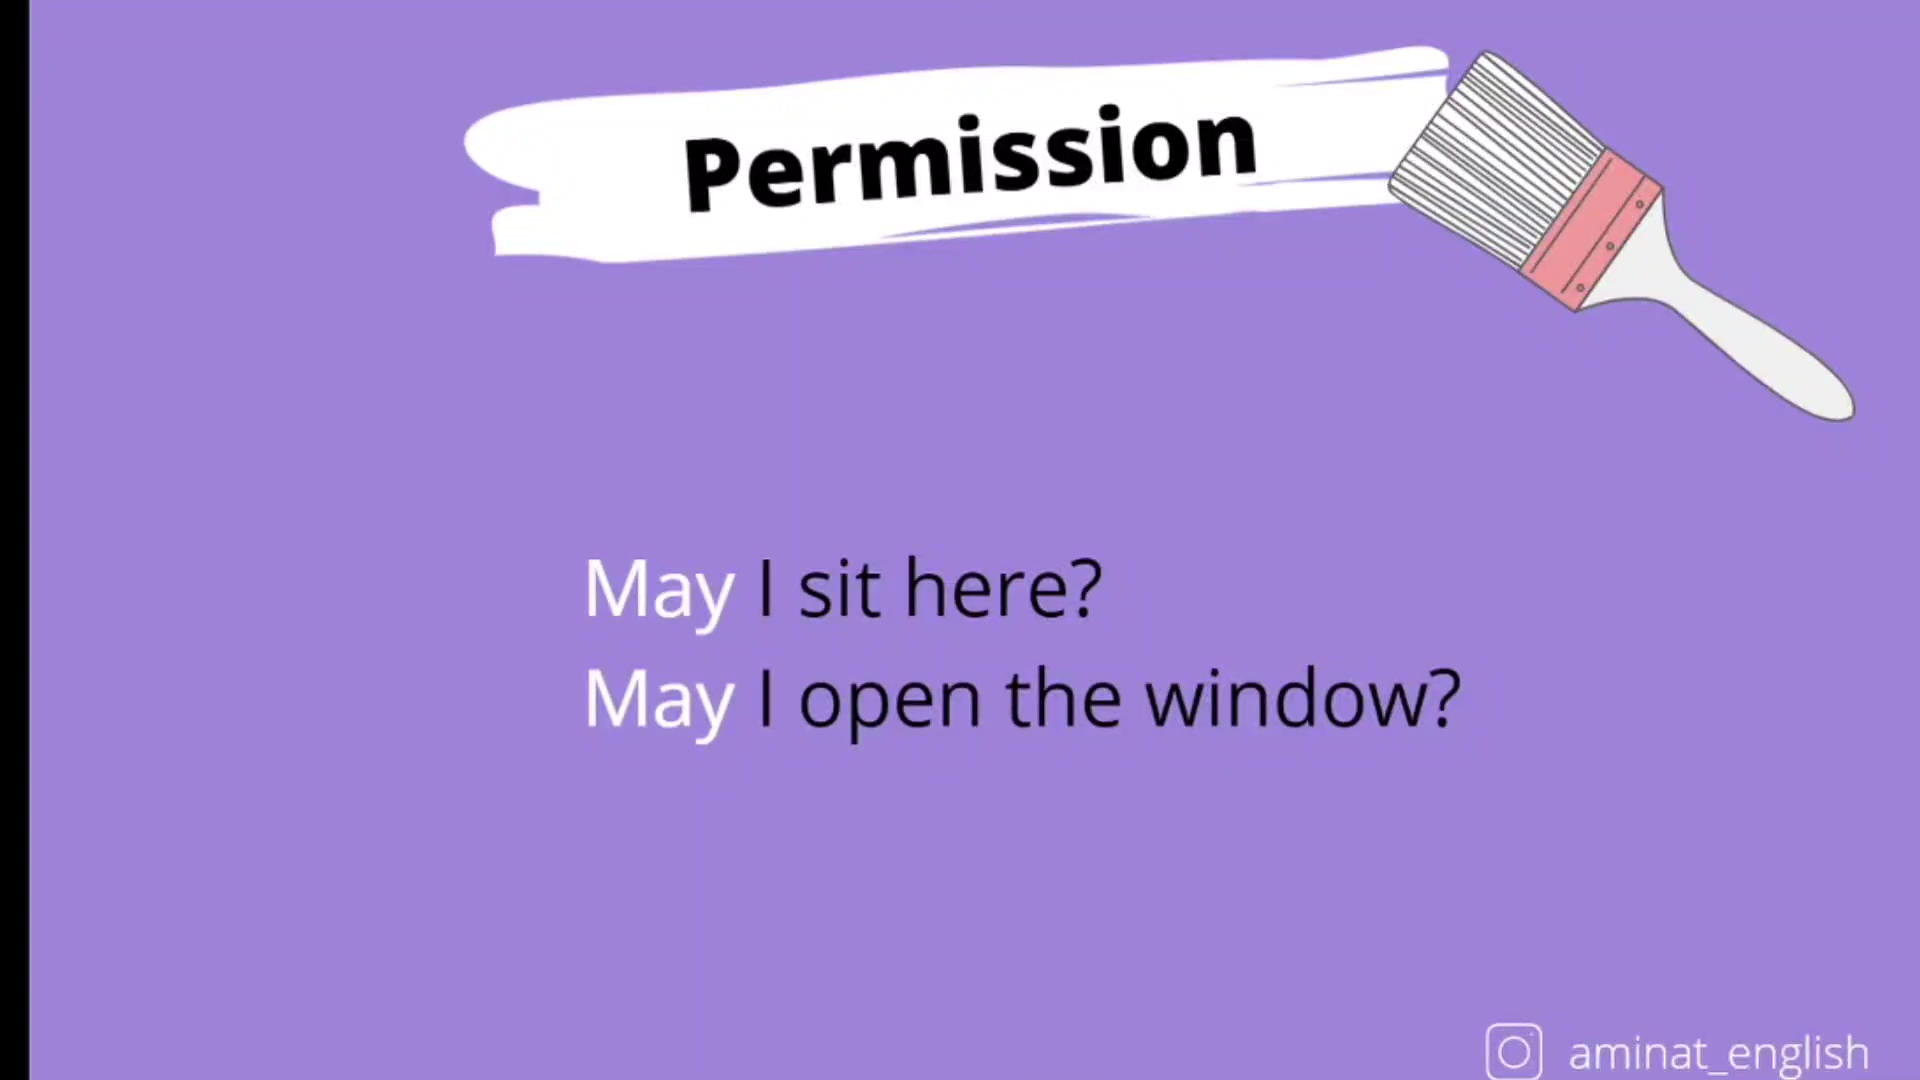 Permission
May I sit here?
May I open the window?
aminat_english